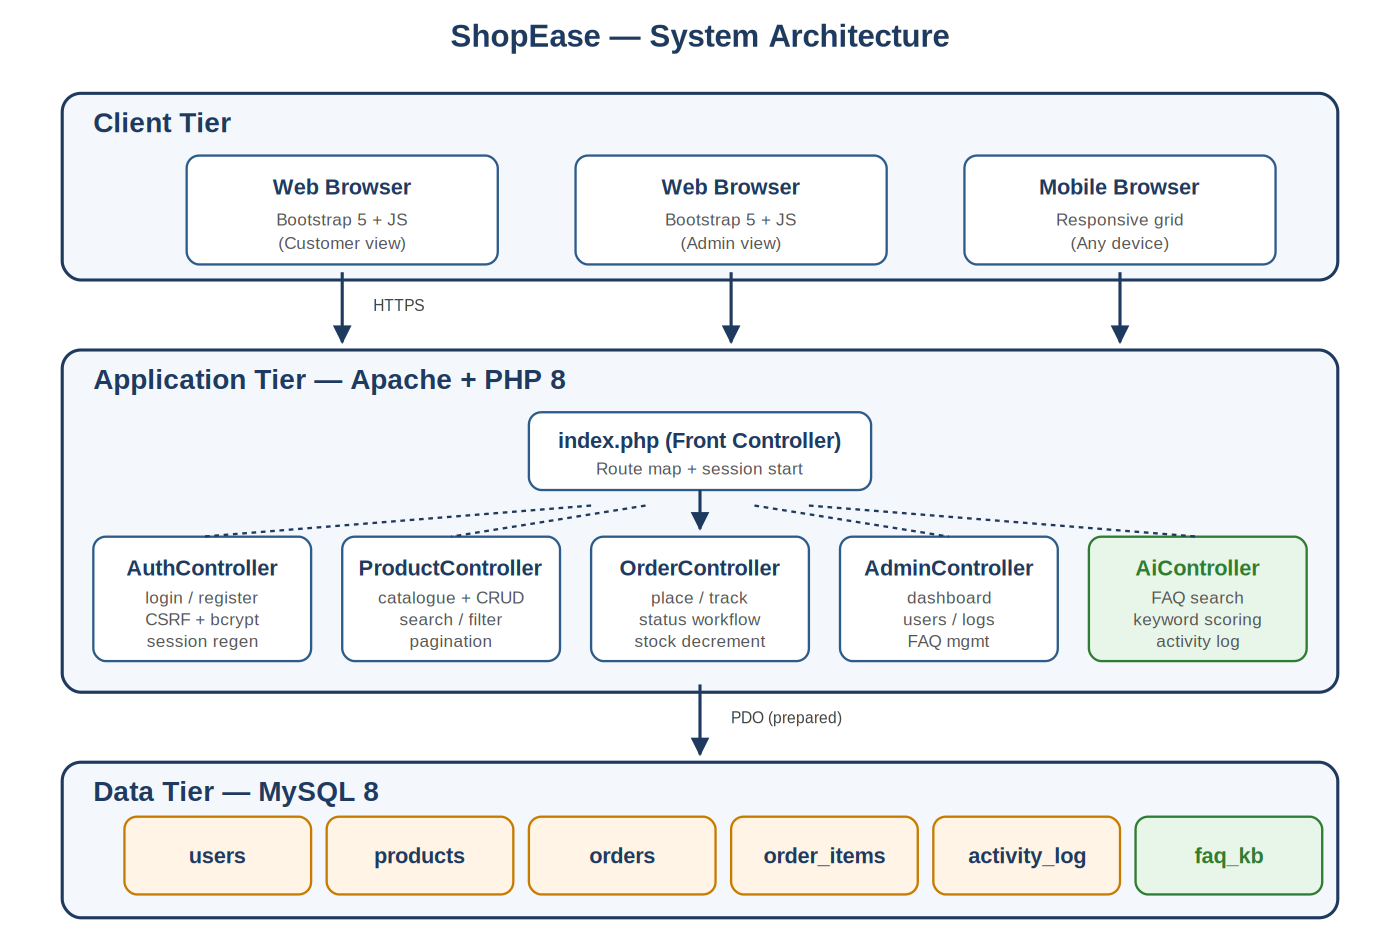 ShopEase — System Architecture
Client Tier
Web Browser
Bootstrap 5 + JS
(Customer view)
Web Browser
Bootstrap 5 + JS
(Admin view)
Mobile Browser
Responsive grid
(Any device)
HTTPS
Application Tier — Apache + PHP 8
index.php (Front Controller)
Route map + session start
AuthController
login / register
CSRF + bcrypt
session regen
ProductController
catalogue + CRUD
search / filter
pagination
OrderController
place / track
status workflow
stock decrement
AdminController
dashboard
users / logs
FAQ mgmt
AiController
FAQ search
keyword scoring
activity log
PDO (prepared)
Data Tier — MySQL 8
users
products
orders
order_items
activity_log
faq_kb